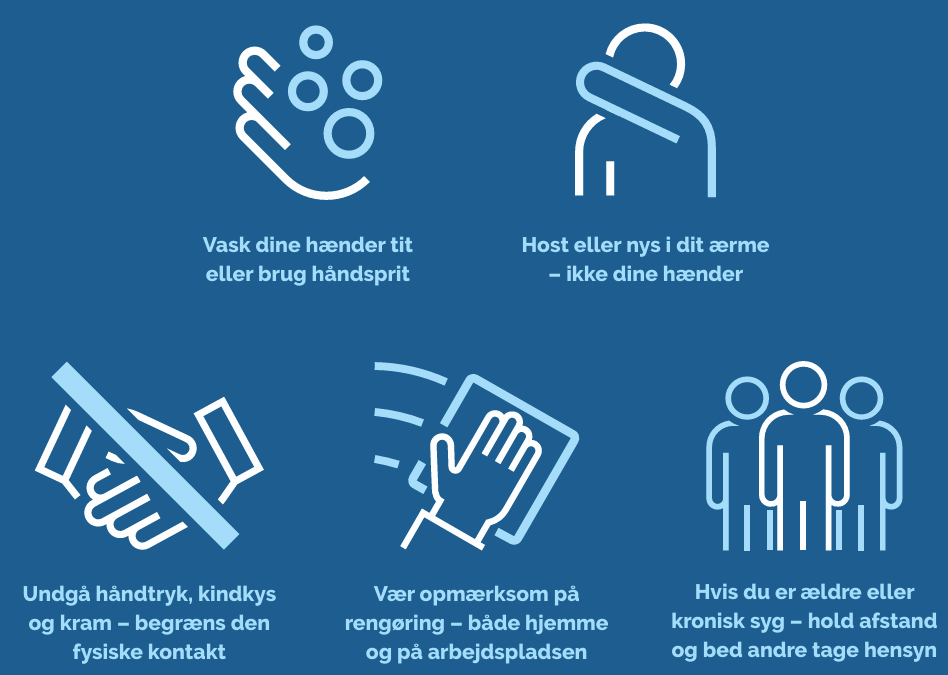 Vask dine hænder tit
eller brug håndsprit
Host eller nys i dit ærme
– ikke dine hænder
Undgå håndtryk, kindkys
og kram – begræns den
fysiske kontakt
Vær opmærksom på
rengøring – både hjemme
og på arbejdspladsen
Hvis du er ældre eller
kronisk syg – hold afstand
og bed andre tage hensyn